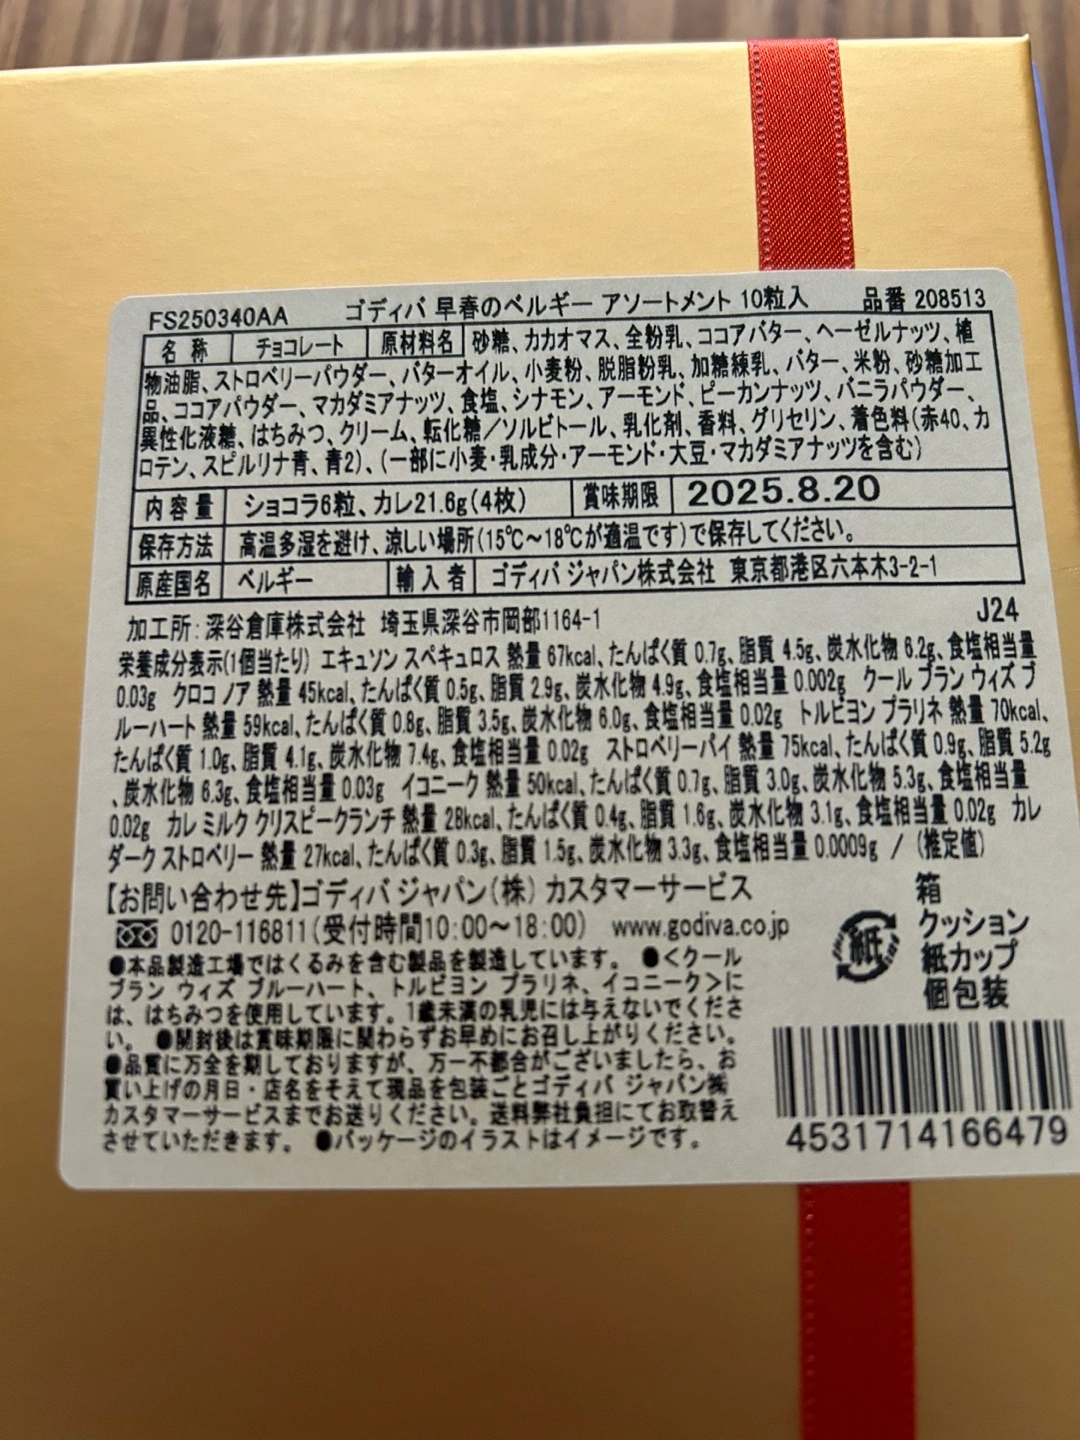 FS250340AA ゴディバ 早春のベルギー アソートメント 10粒入 品番 208513
名 称 チョコレート 原材料名 砂糖、カカオマス、全粉乳、ココアバター、ヘーゼルナッツ、植
物油脂、ストロベリーパウダー、バターオイル、小麦粉、脱脂粉乳、加糖練乳、バター、米粉、砂糖加工
品、ココアパウダー、マカダミアナッツ、食塩、シナモン、アーモンド、ピーカンナッツ、バニラパウダー、
異性化液糖、はちみつ、クリーム、転化糖/ソルビトール、乳化剤、香料、グリセリン、着色料(赤40、カ
ロテン、スピルリナ青、青2)、(一部に小麦・乳成分・アーモンド・大豆・マカダミアナッツを含む)
内容量 ショコラ6粒、カレ21.6g(4枚) 賞味期限 2025.8.20
保存方法 高温多湿を避け、涼しい場所(15℃～18℃が適温です)で保存してください。
原産国名 ベルギー 輸入者 ゴディバ ジャパン株式会社 東京都港区六本木3-2-1
加工所:深谷倉庫株式会社 埼玉県深谷市岡部1164-1 J24
栄養成分表示(1個当たり) エキュソン スペキュロス 熱量 67kcal、たんぱく質 0.7g、脂質 4.5g、炭水化物 6.2g、食塩相当量
0.03g クロコ ノア 熱量 45kcal、たんぱく質 0.5g、脂質 2.9g、炭水化物 4.9g、食塩相当量 0.002g クール ブラン ウィズ ブ
ルーハート 熱量 59kcal、たんぱく質 0.8g、脂質 3.5g、炭水化物 6.0g、食塩相当量 0.02g トルビヨン プラリネ 熱量 70kcal、
たんぱく質 1.0g、脂質 4.1g、炭水化物 7.4g、食塩相当量 0.02g ストロベリーパイ 熱量 75kcal、たんぱく質 0.9g、脂質 5.2g
、炭水化物 6.3g、食塩相当量 0.03g イコニーク 熱量 50kcal、たんぱく質 0.7g、脂質 3.0g、炭水化物 5.3g、食塩相当量
0.02g カレ ミルク クリスピークランチ 熱量 28kcal、たんぱく質 0.4g、脂質 1.6g、炭水化物 3.1g、食塩相当量 0.02g カレ
ダーク ストロベリー 熱量 27kcal、たんぱく質 0.3g、脂質 1.5g、炭水化物 3.3g、食塩相当量 0.0009g / (推定値)
【お問い合わせ先】ゴディバ ジャパン(株) カスタマーサービス
0120-116811(受付時間10:00～18:00) www.godiva.co.jp
紙
箱
クッション
紙カップ
個包装
●本品製造工場ではくるみを含む製品を製造しています。 ●<クール
ブラン ウィズ ブルーハート、トルビヨン プラリネ、イコニーク>に
は、はちみつを使用しています。1歳未満の乳児には与えないでくださ
い。 ●開封後は賞味期限に関わらずお早めにお召し上がりください。
●品質に万全を期しておりますが、万一不都合がございましたら、お
買い上げの月日・店名をそえて現品を包装ごとゴディバ ジャパン㈱
カスタマーサービスまでお送りください。送料弊社負担にてお取替え
させていただきます。 ●パッケージのイラストはイメージです。
4531714166479